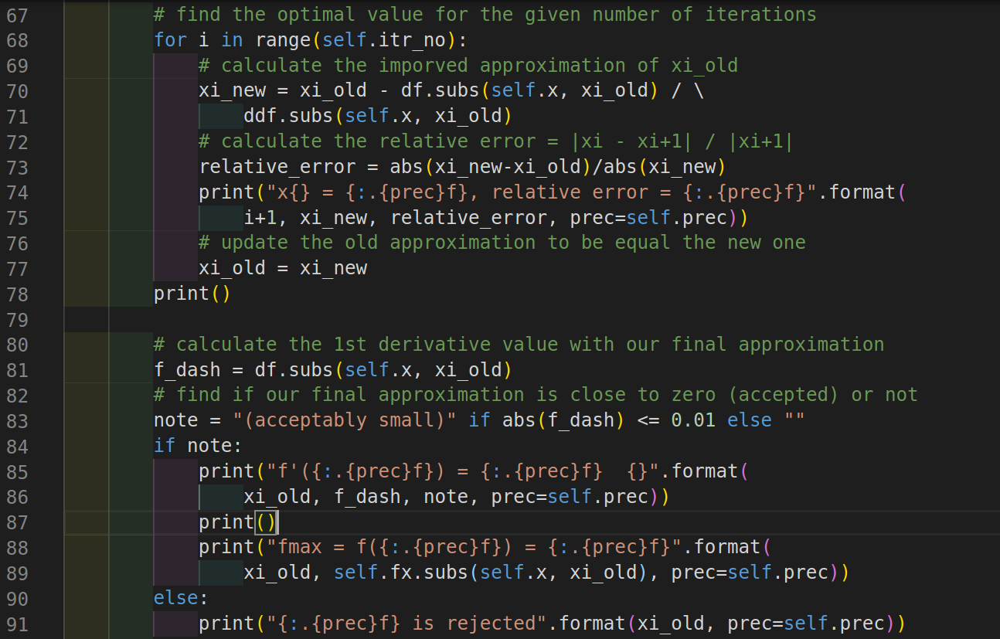 67 # find the optimal value for the given number of iterations
68 for i in range(self.itr_no):
69 # calculate the imporved approximation of xi_old
70 xi_new = xi_old - df.subs(self.x, xi_old) / \
71 ddf.subs(self.x, xi_old)
72 # calculate the relative error = |xi - xi+1| / |xi+1|
73 relative_error = abs(xi_new-xi_old)/abs(xi_new)
74 print("x{} = {:.{prec}f}, relative error = {:.{prec}f}".format(
75 i+1, xi_new, relative_error, prec=self.prec))
76 # update the old approximation to be equal the new one
77 xi_old = xi_new
78 print()
79
80 # calculate the 1st derivative value with our final approximation
81 f_dash = df.subs(self.x, xi_old)
82 # find if our final approximation is close to zero (accepted) or not
83 note = "(acceptably small)" if abs(f_dash) <= 0.01 else ""
84 if note:
85 print("f'({:.{prec}f}) = {:.{prec}f}  {}".format(
86 xi_old, f_dash, note, prec=self.prec))
87 print()
88 print("fmax = f({:.{prec}f}) = {:.{prec}f}".format(
89 xi_old, self.fx.subs(self.x, xi_old), prec=self.prec))
90 else:
91 print("{:.{prec}f} is rejected".format(xi_old, prec=self.prec))